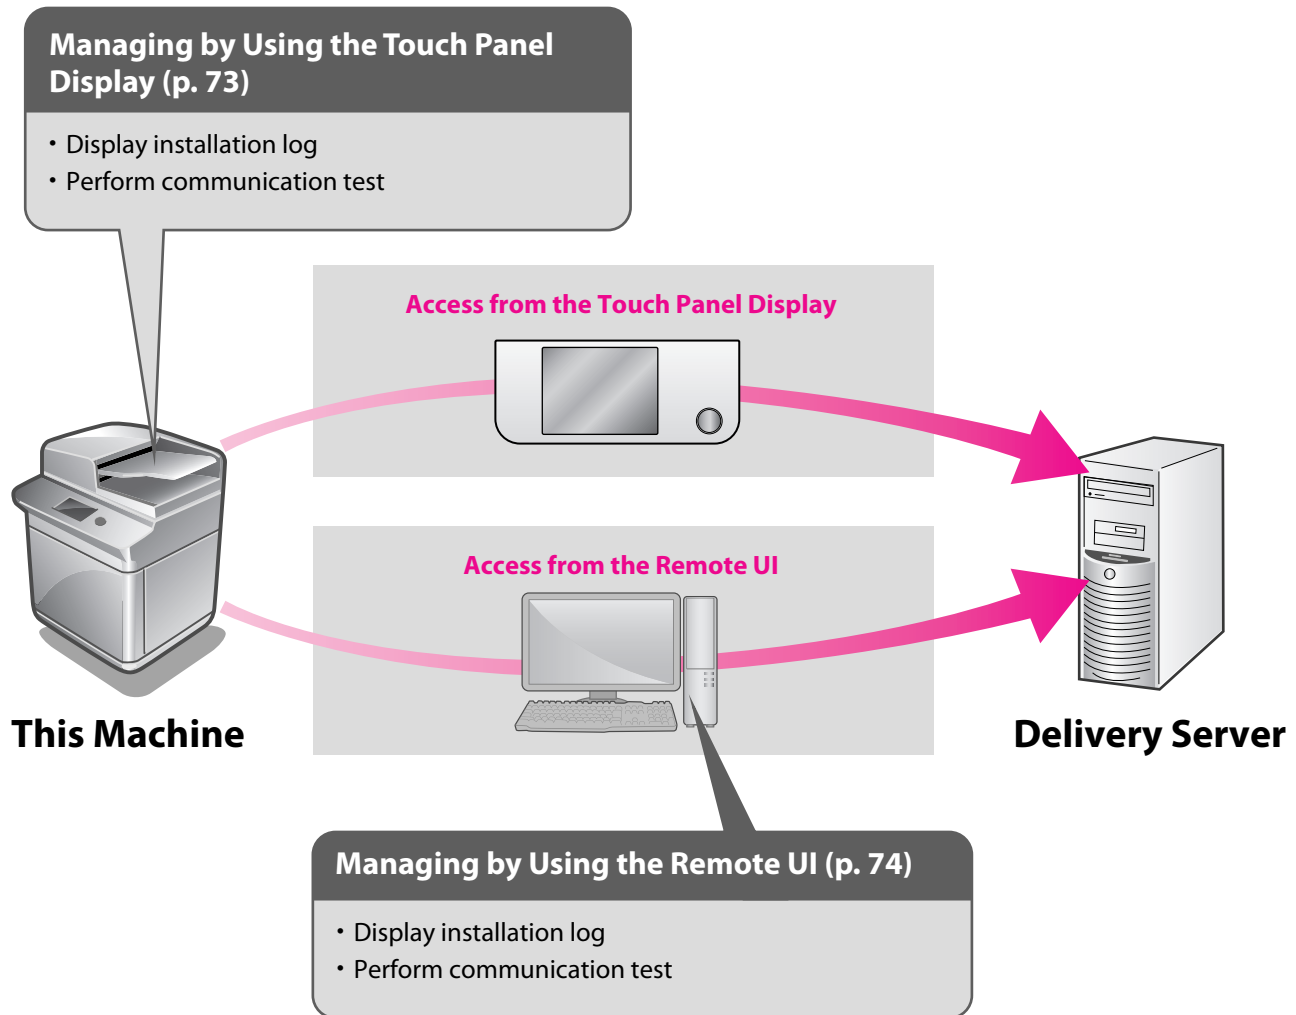 Managing by Using the Touch Panel
Display (p. 73)
・Display installation log
・Perform communication test
Access from the Touch Panel Display
Access from the Remote UI
This Machine
Delivery Server
Managing by Using the Remote UI (p. 74)
・Display installation log
・Perform communication test